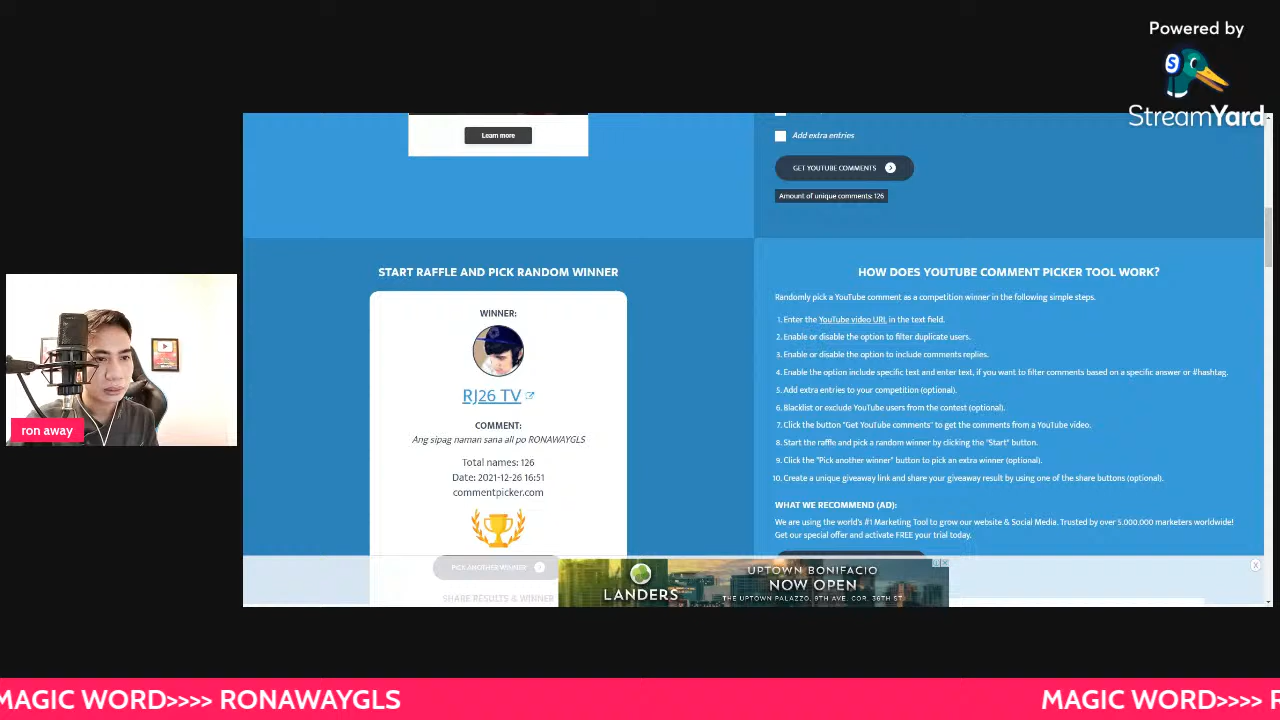 Powered by
StreamYard
Learn more
Add extra entries
GET YOUTUBE COMMENTS
Amount of unique comments: 126
START RAFFLE AND PICK RANDOM WINNER
WINNER:
RJ26 TV
COMMENT:
Ang sipag naman sana all po RONAWAYGLS
Total names: 126
Date: 2021-12-26 16:51
commentpicker.com
PICK ANOTHER WINNER
SHARE RESULTS & WINNER
HOW DOES YOUTUBE COMMENT PICKER TOOL WORK?
Randomly pick a YouTube comment as a competition winner in the following simple steps.
1. Enter the YouTube video URL in the text field.
2. Enable or disable the option to filter duplicate users.
3. Enable or disable the option to include comments replies.
4. Enable the option include specific text and enter text, if you want to filter comments based on a specific answer or #hashtag.
5. Add extra entries to your competition (optional).
6. Blacklist or exclude YouTube users from the contest (optional).
7. Click the button "Get YouTube comments" to get the comments from a YouTube video.
8. Start the raffle and pick a random winner by clicking the "Start" button.
9. Click the "Pick another winner" button to pick an extra winner (optional).
10. Create a unique giveaway link and share your giveaway result by using one of the share buttons (optional).
WHAT WE RECOMMEND (AD):
We are using the world's #1 Marketing Tool to grow our website & Social Media. Trusted by over 5.000.000 marketers worldwide!
Get our special offer and activate FREE your trial today.
LANDERS
UPTOWN BONIFACIO
NOW OPEN
THE UPTOWN PALAZZO, 9TH AVE. COR. 36TH ST.
X
ron away
MAGIC WORD>>>> RONAWAYGLS
MAGIC WORD>>>> R